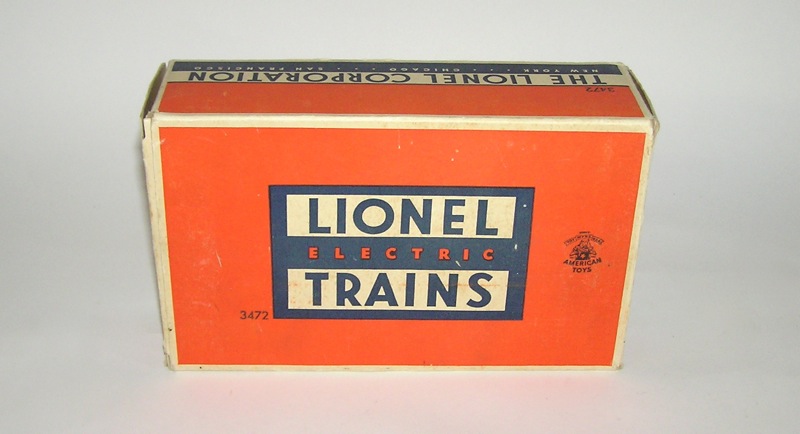 NEW YORK · CHICAGO · SAN FRANCISCO
THE LIONEL CORPORATION
3472
LIONEL
ELECTRIC
TRAINS
3472
AMERICAN
TOYS